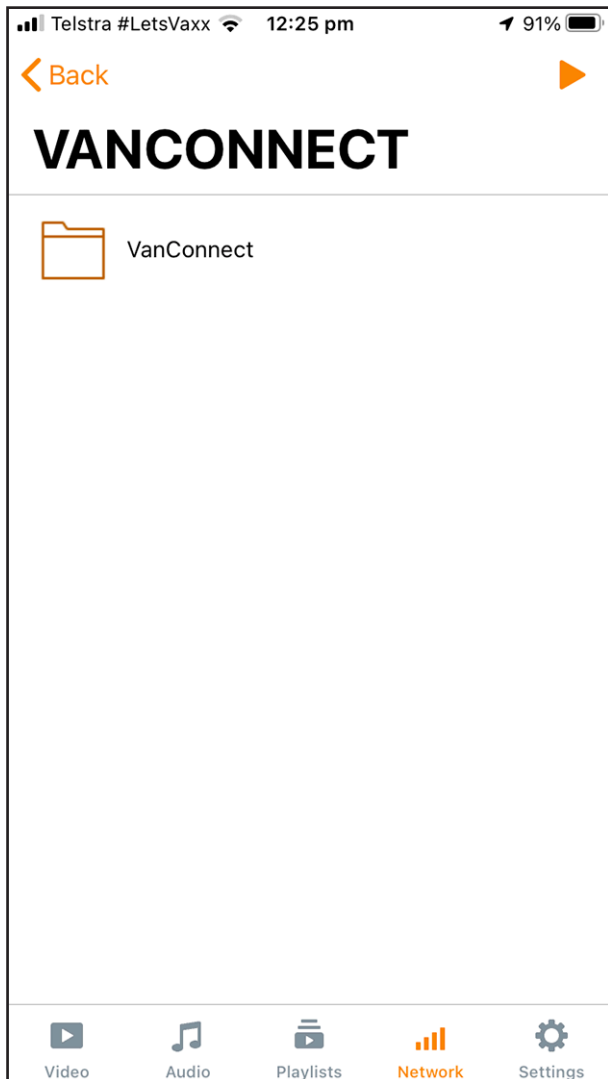 Telstra #LetsVaxx 12:25 pm 91%
Back
VANCONNECT
VanConnect
Video Audio Playlists Network Settings